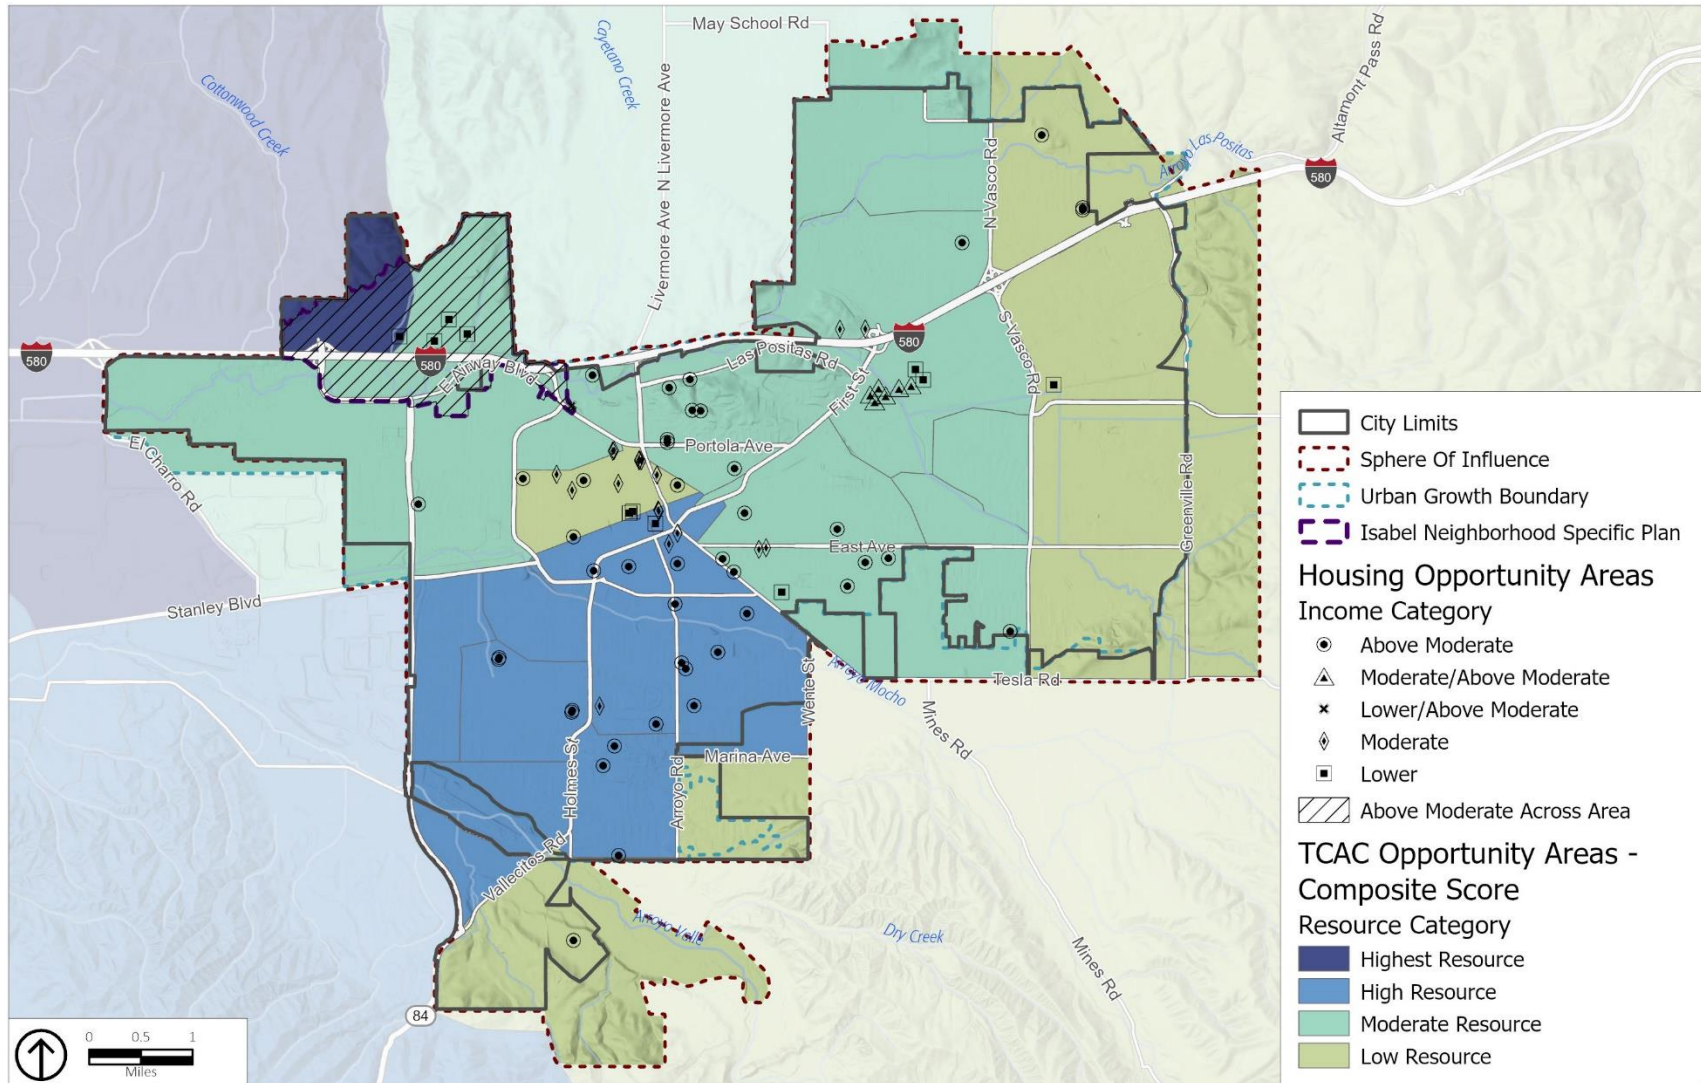 May School Rd
Cottonwood Creek
Cayetano Creek
Livermore Ave N Livermore Ave
N Vasco Rd
Altamont Pass Rd
Arroyo Las Positas
580
580
580
580
580
E Airway Blvd
Las Positas Rd
First St
S Vasco Rd
Portola Ave
El Charro Rd
Greenville Rd
East Ave
Stanley Blvd
Tesla Rd
Arroyo Mocho
Wente St
Mines Rd
Marina Ave
Holmes St
Arroyo Rd
Vallecitos Rd
Arroyo Valle
Dry Creek
Mines Rd
84
0 0.5 1
Miles
City Limits
Sphere Of Influence
Urban Growth Boundary
Isabel Neighborhood Specific Plan
Housing Opportunity Areas
Income Category
Above Moderate
Moderate/Above Moderate
Lower/Above Moderate
Moderate
Lower
Above Moderate Across Area
TCAC Opportunity Areas -
Composite Score
Resource Category
Highest Resource
High Resource
Moderate Resource
Low Resource